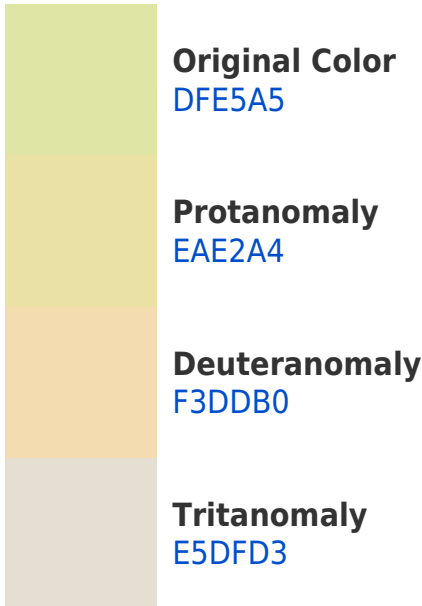 Original Color
DFE5A5
Protanomaly
EAE2A4
Deuteranomaly
F3DDB0
Tritanomaly
E5DFD3